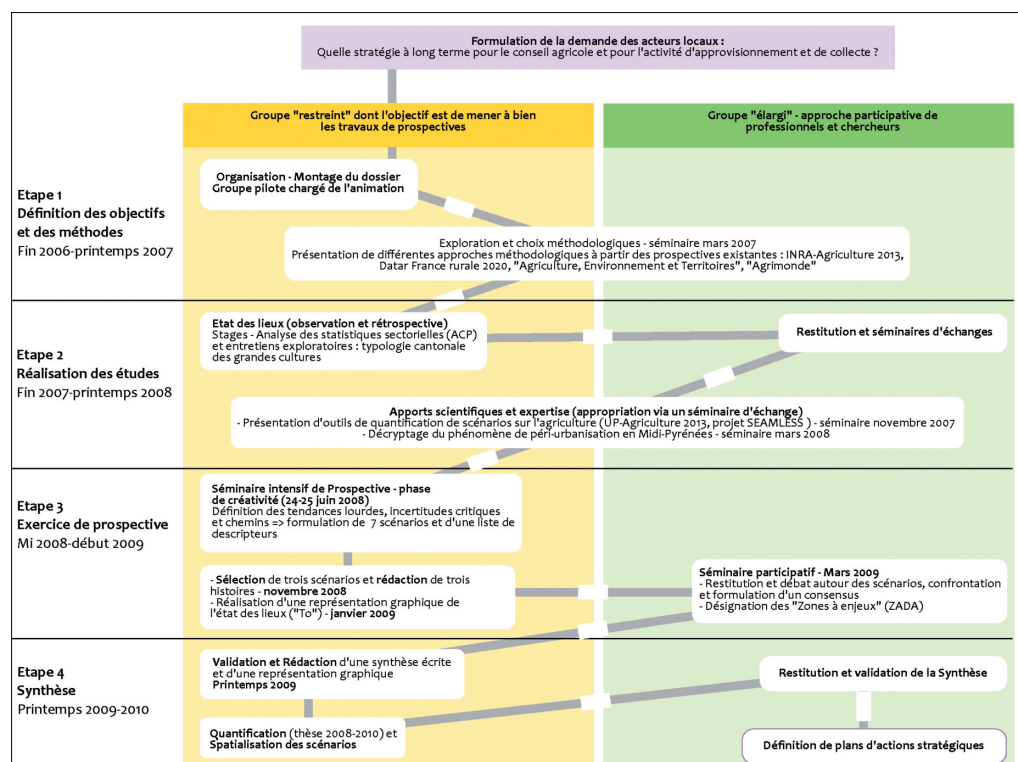 Formulation de la demande des acteurs locaux :
Quelle stratégie à long terme pour le conseil agricole et pour l'activité d'approvisionnement et de collecte ?
Groupe "restreint" dont l'objectif est de mener à bien
les travaux de prospectives
Groupe "élargi" - approche participative de
professionnels et chercheurs
Etape 1
Définition des objectifs
et des méthodes
Fin 2006-printemps 2007
Organisation - Montage du dossier
Groupe pilote chargé de l'animation
Exploration et choix méthodologiques - séminaire mars 2007
Présentation de différentes approches méthodologiques à partir des prospectives existantes : INRA-Agriculture 2013,
Datar France rurale 2020, "Agriculture, Environnement et Territoires", "Agrimonde"
Etape 2
Réalisation des études
Fin 2007-printemps 2008
Etat des lieux (observation et rétrospective)
Stages - Analyse des statistiques sectorielles (ACP)
et entretiens exploratoires : typologie cantonale
des grandes cultures
Restitution et séminaires d'échanges
Apports scientifiques et expertise (appropriation via un séminaire d'échange)
- Présentation d'outils de quantification de scénarios sur l'agriculture (UP-Agriculture 2013, projet SEAMLESS ) - séminaire novembre 2007
- Décryptage du phénomène de péri-urbanisation en Midi-Pyrénées - séminaire mars 2008
Etape 3
Exercice de prospective
Mi 2008-début 2009
Séminaire intensif de Prospective - phase
de créativité (24-25 juin 2008)
Définition des tendances lourdes, incertitudes critiques
et chemins => formulation de 7 scénarios et d'une liste de
descripteurs
- Sélection de trois scénarios et rédaction de trois
histoires - novembre 2008
- Réalisation d'une représentation graphique de
l'état des lieux ("To") - janvier 2009
Séminaire participatif - Mars 2009
- Restitution et débat autour des scénarios, confrontation
et formulation d'un consensus
- Désignation des "Zones à enjeux" (ZADA)
Etape 4
Synthèse
Printemps 2009-2010
Validation et Rédaction d'une synthèse écrite
et d'une représentation graphique
Printemps 2009
Restitution et validation de la Synthèse
Quantification (thèse 2008-2010) et
Spatialisation des scénarios
Définition de plans d'actions stratégiques